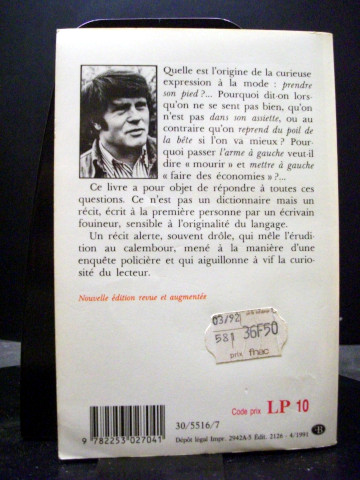 Quelle est l'origine de la curieuse
expression à la mode : prendre
son pied ?... Pourquoi dit-on lors-
qu'on ne se sent pas bien, qu'on
n'est pas dans son assiette, ou au
contraire qu'on reprend du poil de
la bête si l'on va mieux ? Pour-
quoi passer l'arme à gauche veut-il
dire « mourir » et mettre à gauche
« faire des économies » ?...
Ce livre a pour objet de répondre à toutes ces
questions. Ce n'est pas un dictionnaire mais un
récit, écrit à la première personne par un écrivain
fouineur, sensible à l'originalité du langage.
Un récit alerte, souvent drôle, qui mêle l'érudi-
tion au calembour, mené à la manière d'une
enquête policière et qui aiguillonne à vif la curio-
sité du lecteur.
Nouvelle édition revue et augmentée
03/92
581 36F50
prix fnac
9 782253 027041
30/5516/7
Code prix LP 10
Dépôt légal Impr. 2942A-5 Édit. 2126 - 4/1991